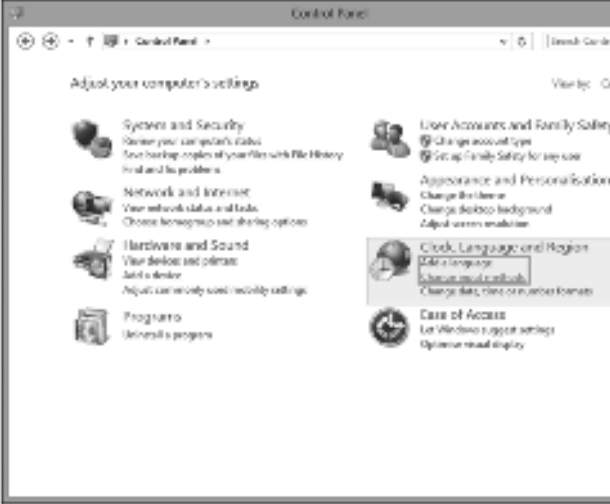 Control Panel
Control Panel
Search Contr
Adjust your computer's settings
View by: C
System and Security
Review your computer's status
Save backup copies of your files with File History
Find and fix problems
Network and Internet
View network status and tasks
Choose homegroup and sharing options
Hardware and Sound
View devices and printers
Add a device
Adjust commonly used mobility settings
Programs
Uninstall a program
User Accounts and Family Safety
Change account type
Set up Family Safety for any user
Appearance and Personalisation
Change the theme
Change desktop background
Adjust screen resolution
Clock, Language and Region
Add a language
Change input methods
Change date, time or number formats
Ease of Access
Let Windows suggest settings
Optimise visual display